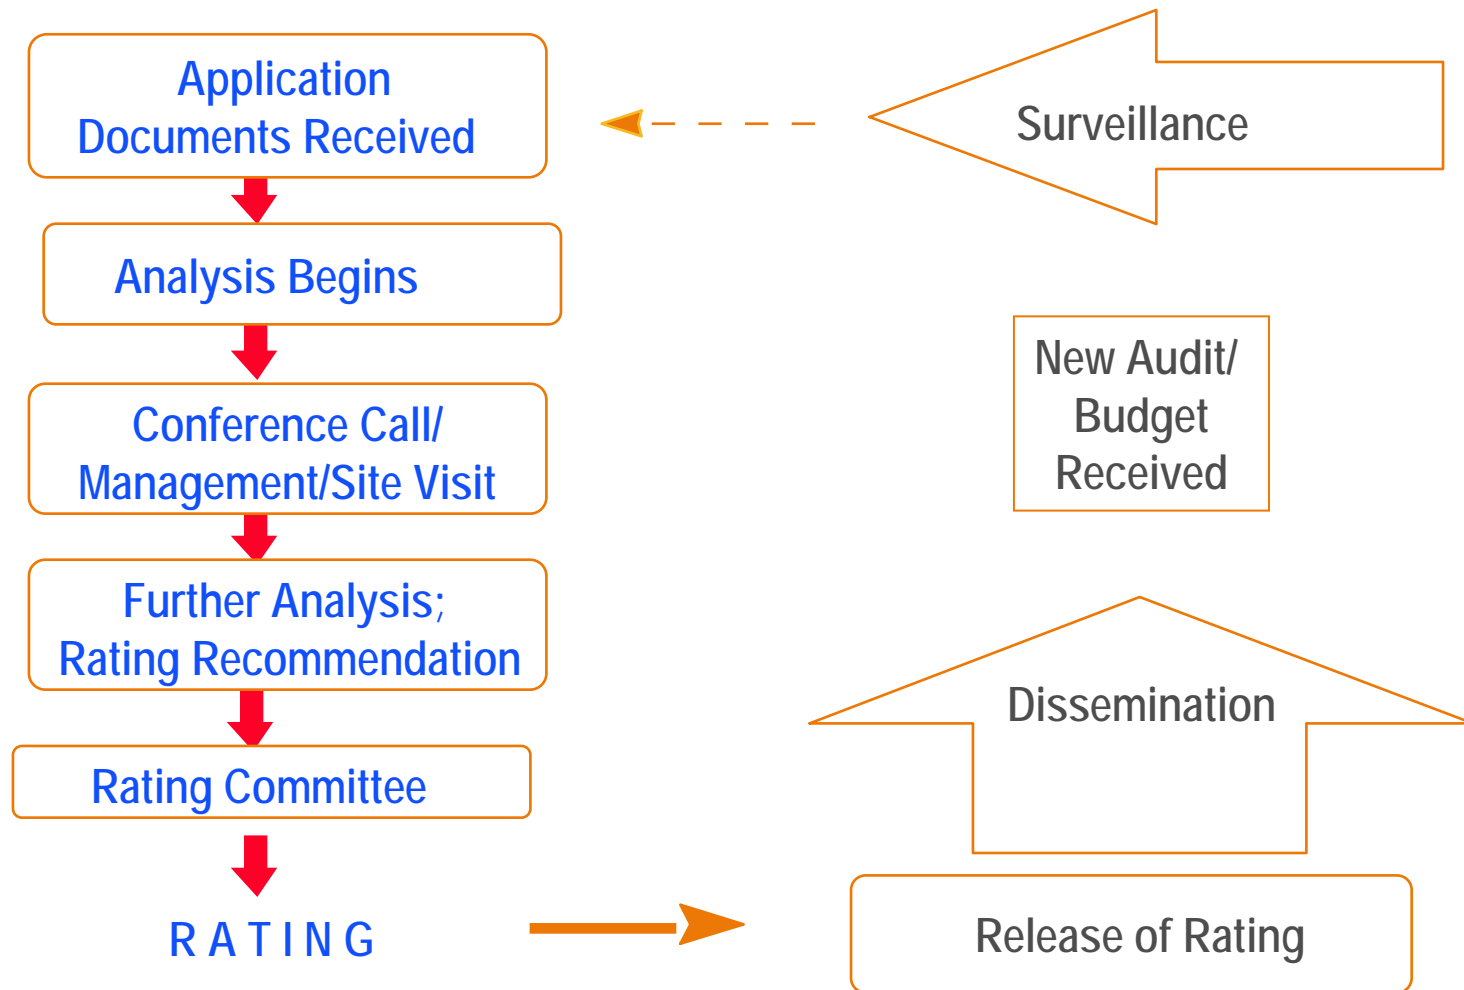 Application
Documents Received
Analysis Begins
Conference Call/
Management/Site Visit
Further Analysis;
Rating Recommendation
Rating Committee
RATING
Surveillance
New Audit/
Budget
Received
Dissemination
Release of Rating